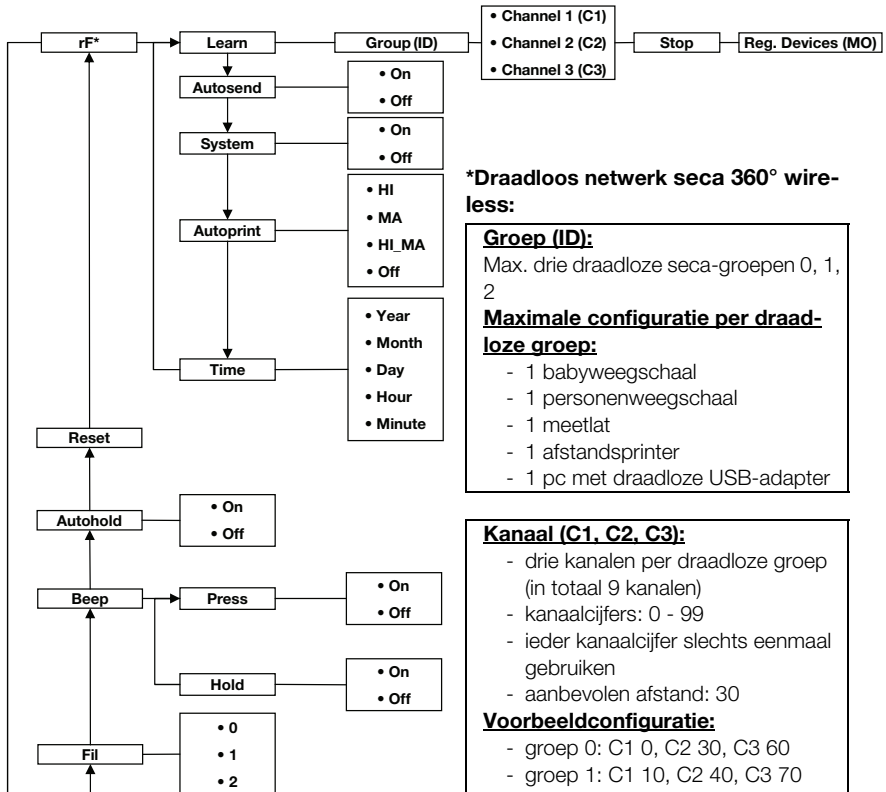 rF*
Learn
Group (ID)
• Channel 1 (C1)
• Channel 2 (C2)
• Channel 3 (C3)
Stop
Reg. Devices (MO)
Autosend
• On
• Off
System
• On
• Off
Autoprint
• HI
• MA
• HI_MA
• Off
Time
• Year
• Month
• Day
• Hour
• Minute
Reset
Autohold
• On
• Off
Beep
Press
• On
• Off
Hold
• On
• Off
Fil
• 0
• 1
• 2
*Draadloos netwerk seca 360° wire-
less:
Groep (ID):
Max. drie draadloze seca-groepen 0, 1,
2
Maximale configuratie per draad-
loze groep:
- 1 babyweegschaal
- 1 personenweegschaal
- 1 meetlat
- 1 afstandsprinter
- 1 pc met draadloze USB-adapter
Kanaal (C1, C2, C3):
- drie kanalen per draadloze groep
(in totaal 9 kanalen)
- kanaalcijfers: 0 - 99
- ieder kanaalcijfer slechts eenmaal
gebruiken
- aanbevolen afstand: 30
Voorbeeldconfiguratie:
- groep 0: C1 0, C2 30, C3 60
- groep 1: C1 10, C2 40, C3 70